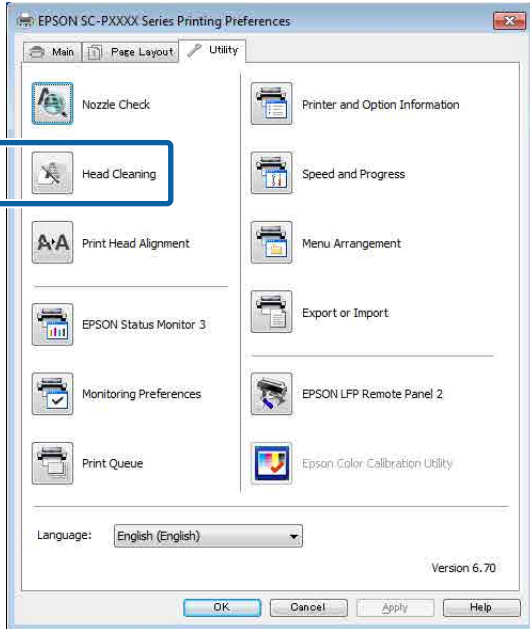 EPSON SC-PXXXX Series Printing Preferences
Main Page Layout Utility
Nozzle Check
Head Cleaning
A A Print Head Alignment
EPSON Status Monitor 3
Monitoring Preferences
Print Queue
Printer and Option Information
Speed and Progress
Menu Arrangement
Export or Import
EPSON LFP Remote Panel 2
Epson Color Calibration Utility
Language: English (English)
Version 6.70
OK Cancel Apply Help